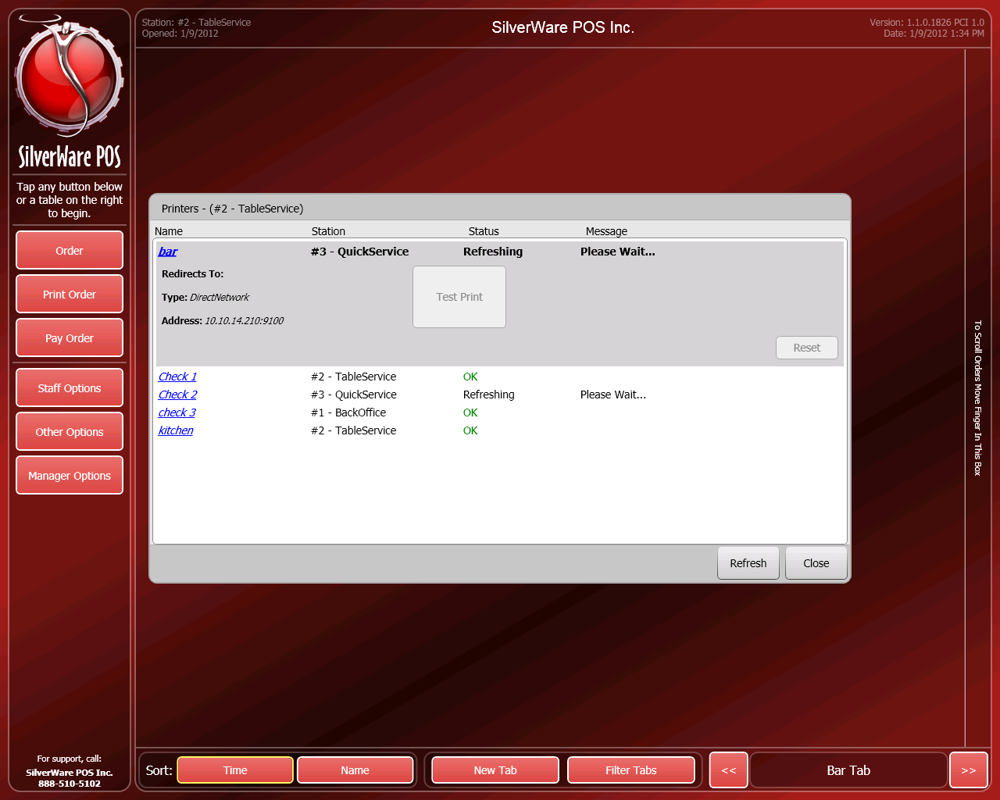 Station: #2 - TableService
Opened: 1/9/2012
SilverWare POS Inc.
Version: 1.1.0.1826 PCI 1.0
Date: 1/9/2012 1:34 PM
SilverWare POS
Tap any button below
or a table on the right
to begin.
Order
Print Order
Pay Order
Staff Options
Other Options
Manager Options
For support, call:
SilverWare POS Inc.
888-510-5102
Printers - (#2 - TableService)
Name Station Status Message
bar #3 - QuickService Refreshing Please Wait...
Redirects To:
Type: DirectNetwork
Address: 10.10.14.210:9100
Test Print
Reset
Check 1 #2 - TableService OK
Check 2 #3 - QuickService Refreshing Please Wait...
check 3 #1 - BackOffice OK
kitchen #2 - TableService OK
Refresh Close
To Scroll Orders Move Finger In This Box
Sort: Time Name New Tab Filter Tabs << Bar Tab >>